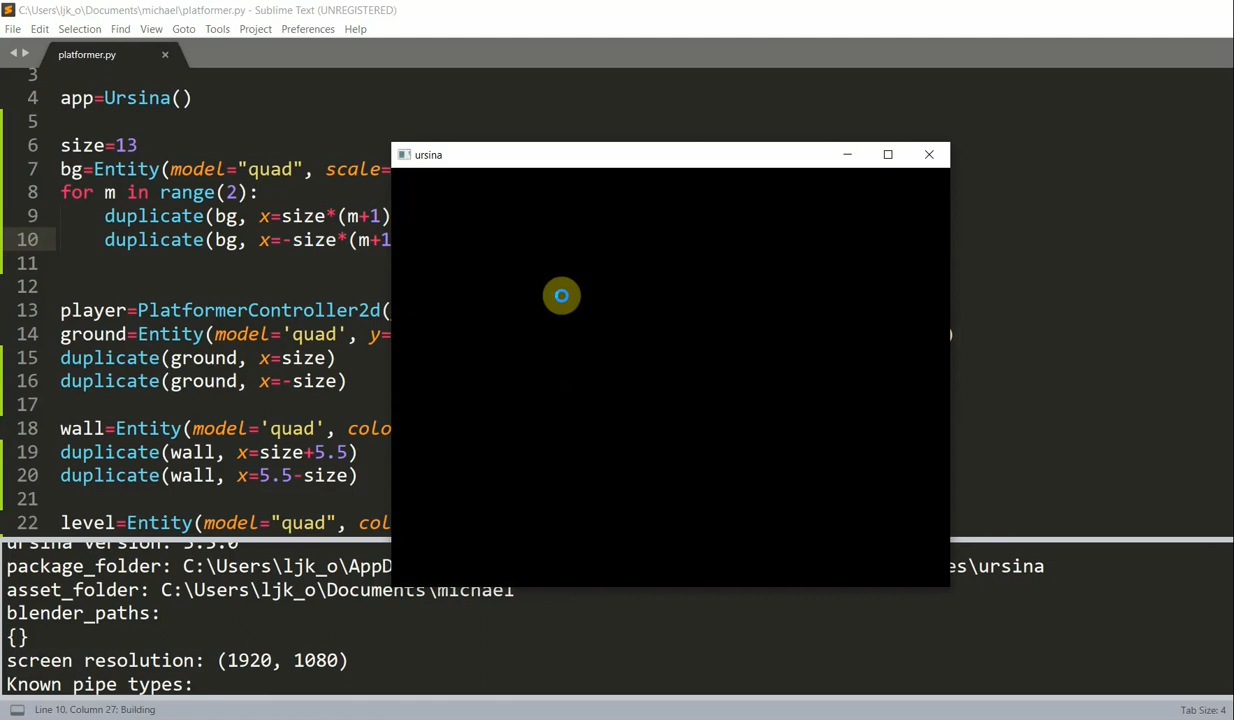 C:\Users\ljk_o\Documents\michael\platformer.py - Sublime Text (UNREGISTERED)
File Edit Selection Find View Goto Tools Project Preferences Help
platformer.py
3
4 app=Ursina()
5
6 size=13
7 bg=Entity(model="quad", scale=
8 for m in range(2):
9 duplicate(bg, x=size*(m+1)
10 duplicate(bg, x=-size*(m+1
11
12
13 player=PlatformerController2d(
14 ground=Entity(model='quad', y= )
15 duplicate(ground, x=size)
16 duplicate(ground, x=-size)
17
18 wall=Entity(model='quad', colo
19 duplicate(wall, x=size+5.5)
20 duplicate(wall, x=5.5-size)
21
22 level=Entity(model="quad", col
ursina
package_folder: C:\Users\ljk_o\AppD es\ursina
asset_folder: C:\Users\ljk_o\Documents\michael
blender_paths:
{}
screen resolution: (1920, 1080)
Known pipe types:
Line 10, Column 27: Building
Tab Size: 4